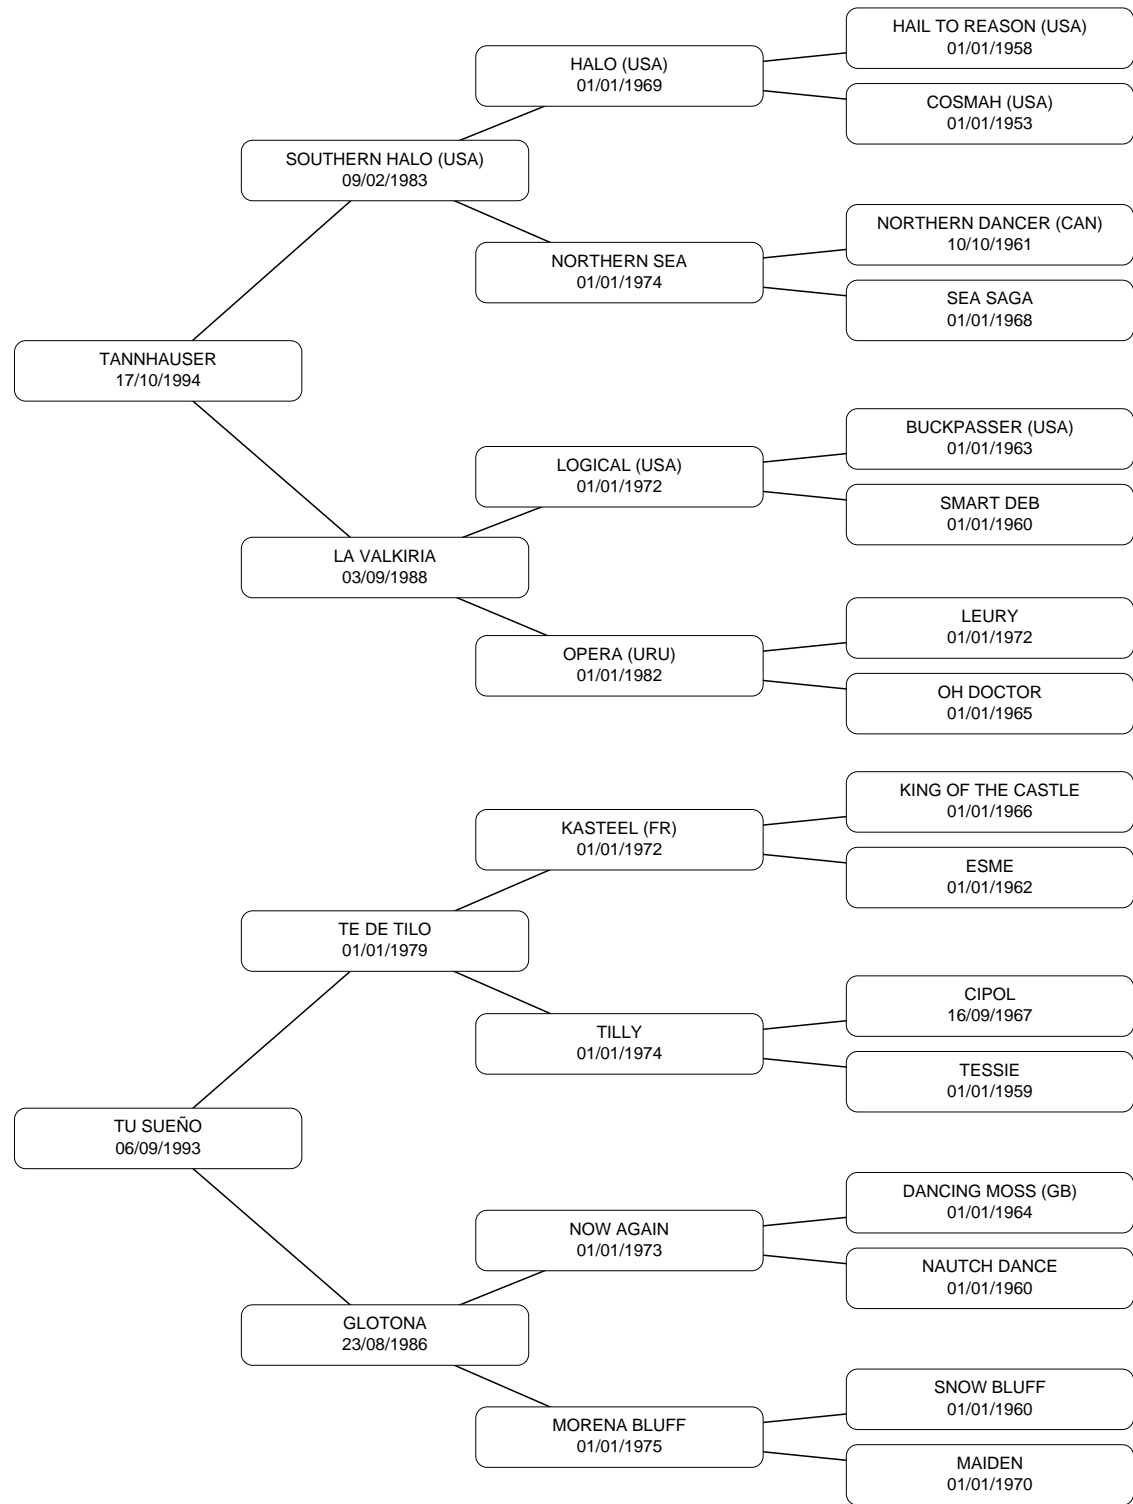 HAIL TO REASON (USA)
01/01/1958
HALO (USA)
01/01/1969
COSMAH (USA)
01/01/1953
SOUTHERN HALO (USA)
09/02/1983
NORTHERN DANCER (CAN)
10/10/1961
NORTHERN SEA
01/01/1974
SEA SAGA
01/01/1968
TANNHAUSER
17/10/1994
BUCKPASSER (USA)
01/01/1963
LOGICAL (USA)
01/01/1972
SMART DEB
01/01/1960
LA VALKIRIA
03/09/1988
LEURY
01/01/1972
OPERA (URU)
01/01/1982
OH DOCTOR
01/01/1965
KING OF THE CASTLE
01/01/1966
KASTEEL (FR)
01/01/1972
ESME
01/01/1962
TE DE TILO
01/01/1979
CIPOL
16/09/1967
TILLY
01/01/1974
TESSIE
01/01/1959
TU SUEÑO
06/09/1993
DANCING MOSS (GB)
01/01/1964
NOW AGAIN
01/01/1973
NAUTCH DANCE
01/01/1960
GLOTONA
23/08/1986
SNOW BLUFF
01/01/1960
MORENA BLUFF
01/01/1975
MAIDEN
01/01/1970